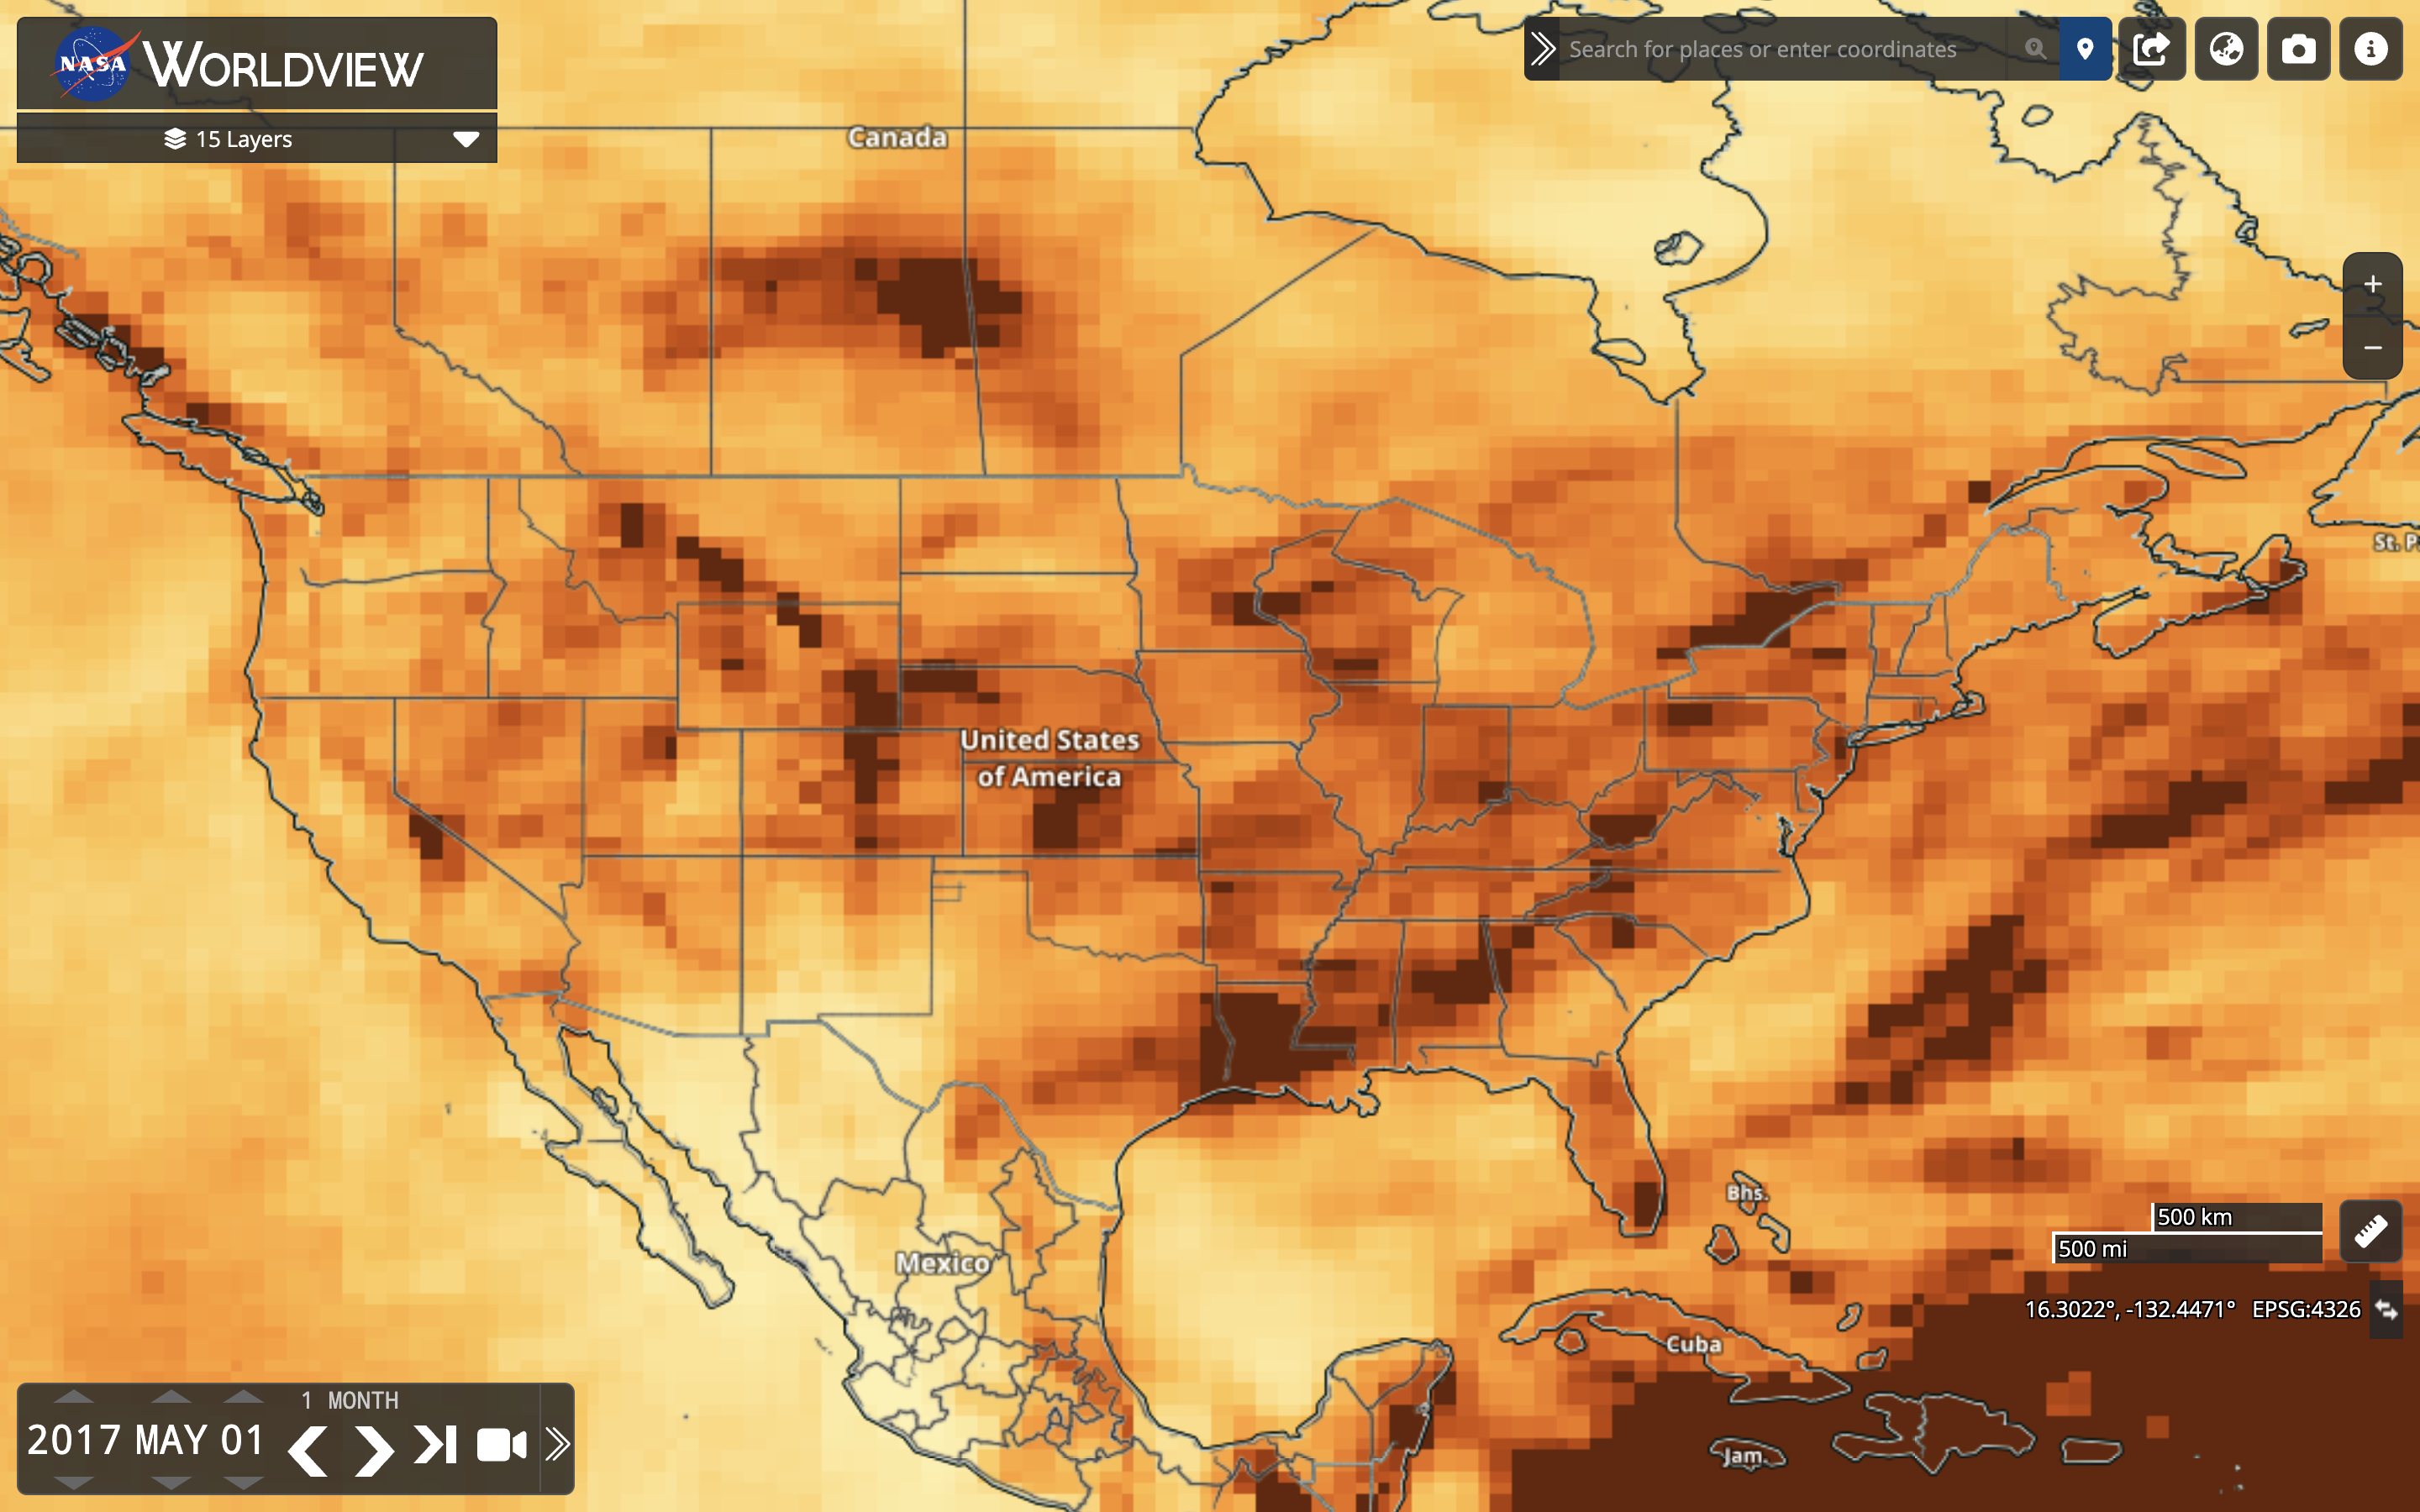 NASA WORLDVIEW
15 Layers
Search for places or enter coordinates
Canada
St. P
United States
of America
Bhs.
500 km
500 mi
Mexico
16.3022°, -132.4471° EPSG:4326
Cuba
1 MONTH
2017 MAY 01
Jam.